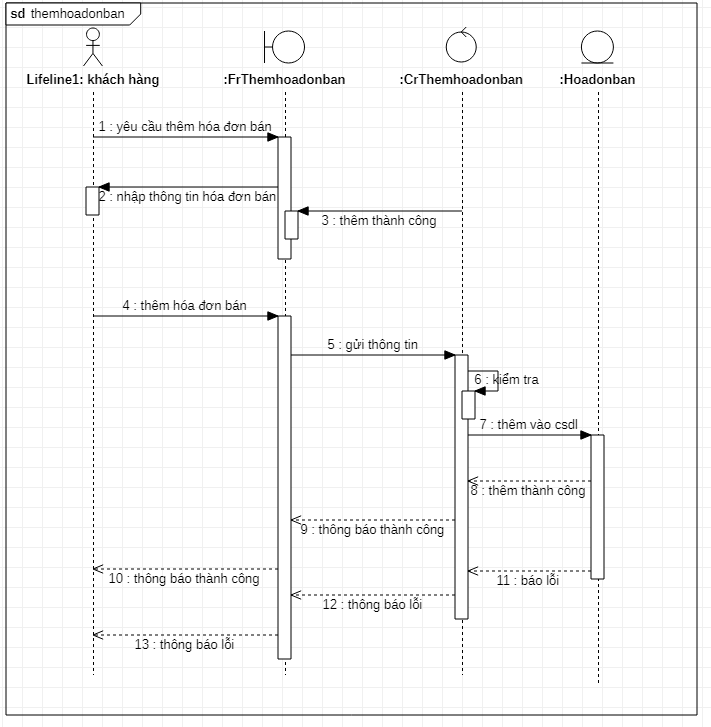 sd themhoadonban
Lifeline1: khách hàng
:FrThemhoadonban
:CrThemhoadonban
:Hoadonban
1 : yêu cầu thêm hóa đơn bán
2 : nhập thông tin hóa đơn bán
3 : thêm thành công
4 : thêm hóa đơn bán
5 : gửi thông tin
6 : kiểm tra
7 : thêm vào csdl
8 : thêm thành công
9 : thông báo thành công
10 : thông báo thành công
11 : báo lỗi
12 : thông báo lỗi
13 : thông báo lỗi